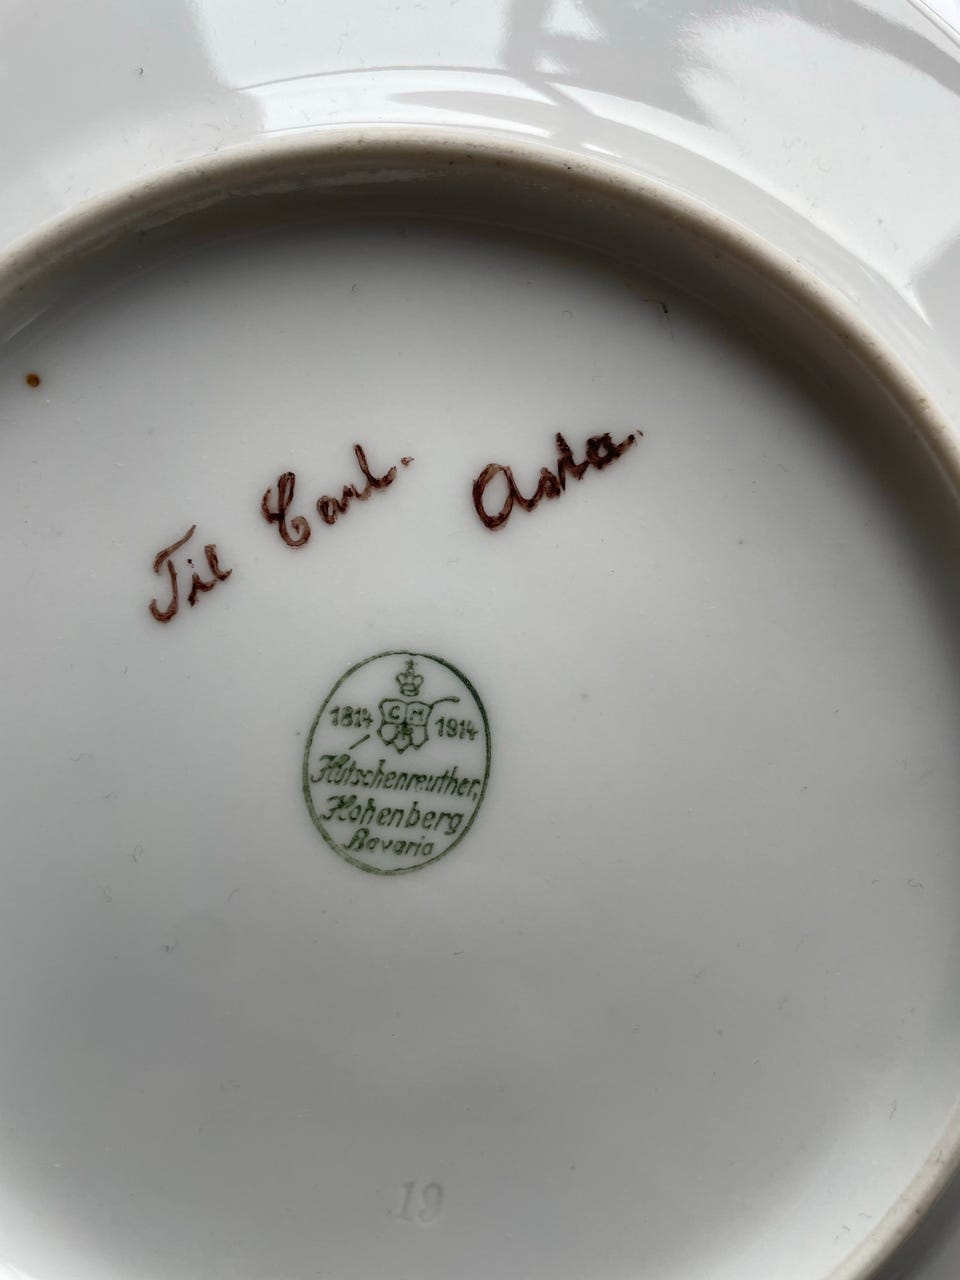 Til Carl. Asta.
1814 CM 1914
Hutschenreuther,
Hohenberg
Bavaria
19